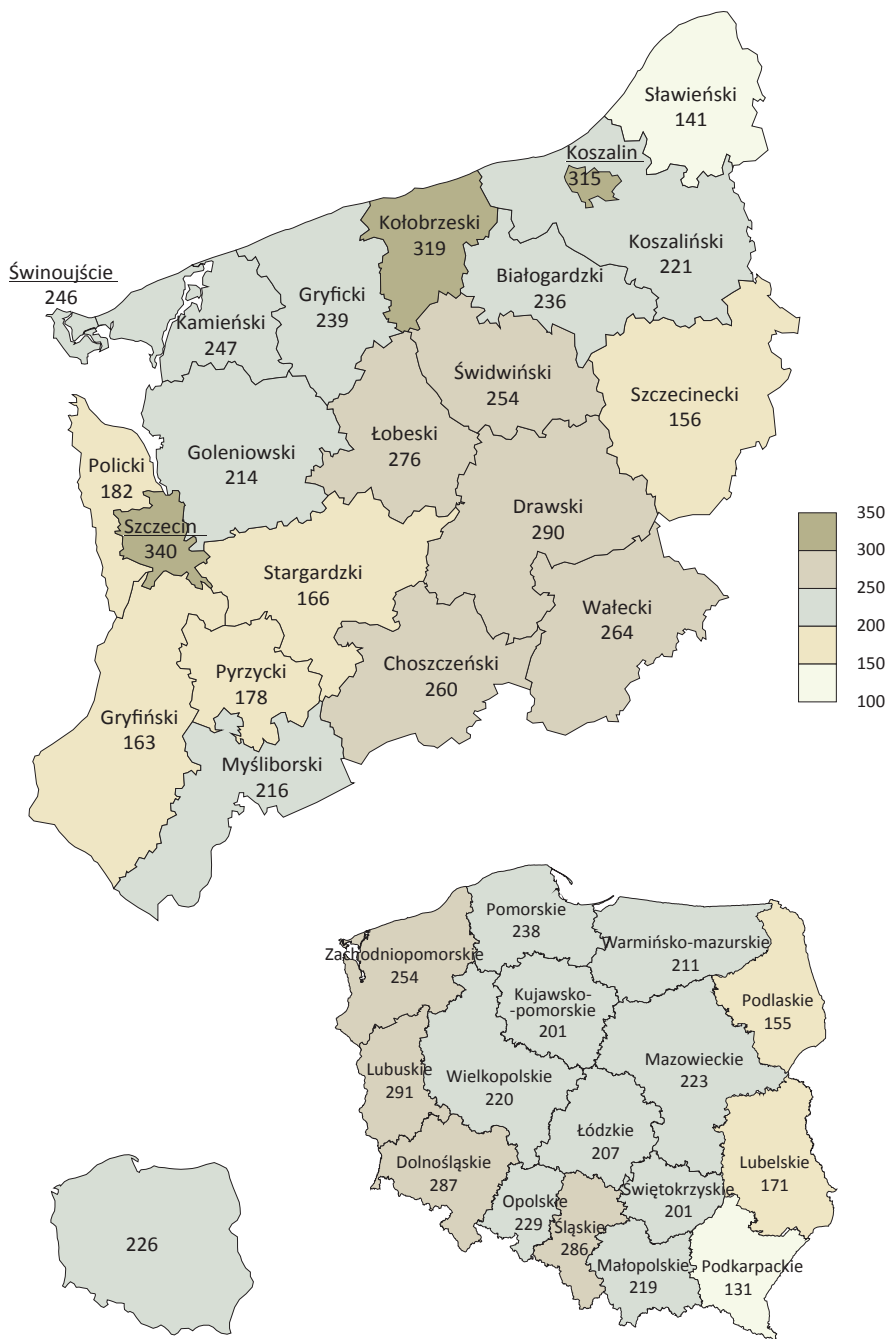 Sławieński
141
Koszalin
315
Kołobrzeski
319
Koszaliński
221
Białogardzki
236
Świnoujście
246
Gryficki
239
Kamieński
247
Świdwiński
254
Szczecinecki
156
Łobeski
276
Goleniowski
214
Policki
182
Szczecin
340
Drawski
290
Stargardzki
166
Wałecki
264
Choszczeński
260
Pyrzycki
178
Gryfiński
163
Myśliborski
216
350
300
250
200
150
100
Pomorskie
238
Warmińsko-mazurskie
211
Zachodniopomorskie
254
Kujawsko-
-pomorskie
201
Podlaskie
155
Mazowieckie
223
Lubuskie
291
Wielkopolskie
220
Łódzkie
207
Dolnośląskie
287
Lubelskie
171
Opolskie
229
Świętokrzyskie
201
Śląskie
286
Małopolskie
219
Podkarpackie
131
226